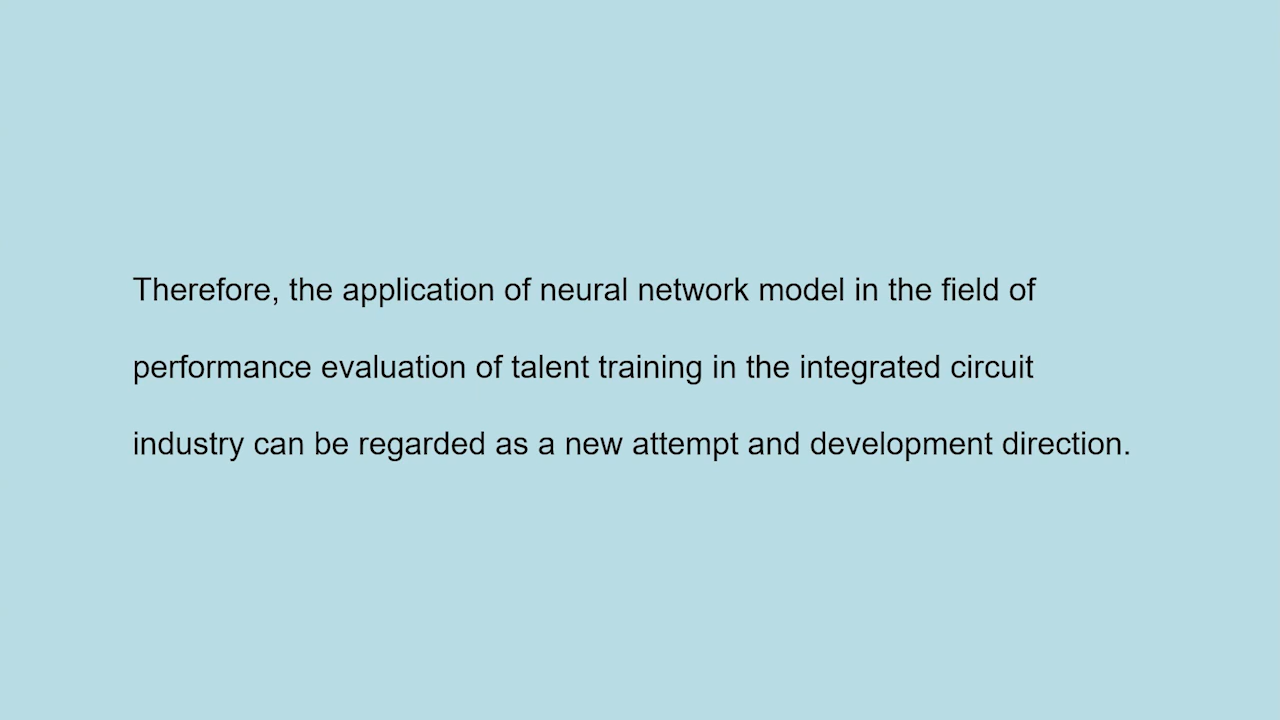 Therefore, the application of neural network model in the field of
performance evaluation of talent training in the integrated circuit
industry can be regarded as a new attempt and development direction.